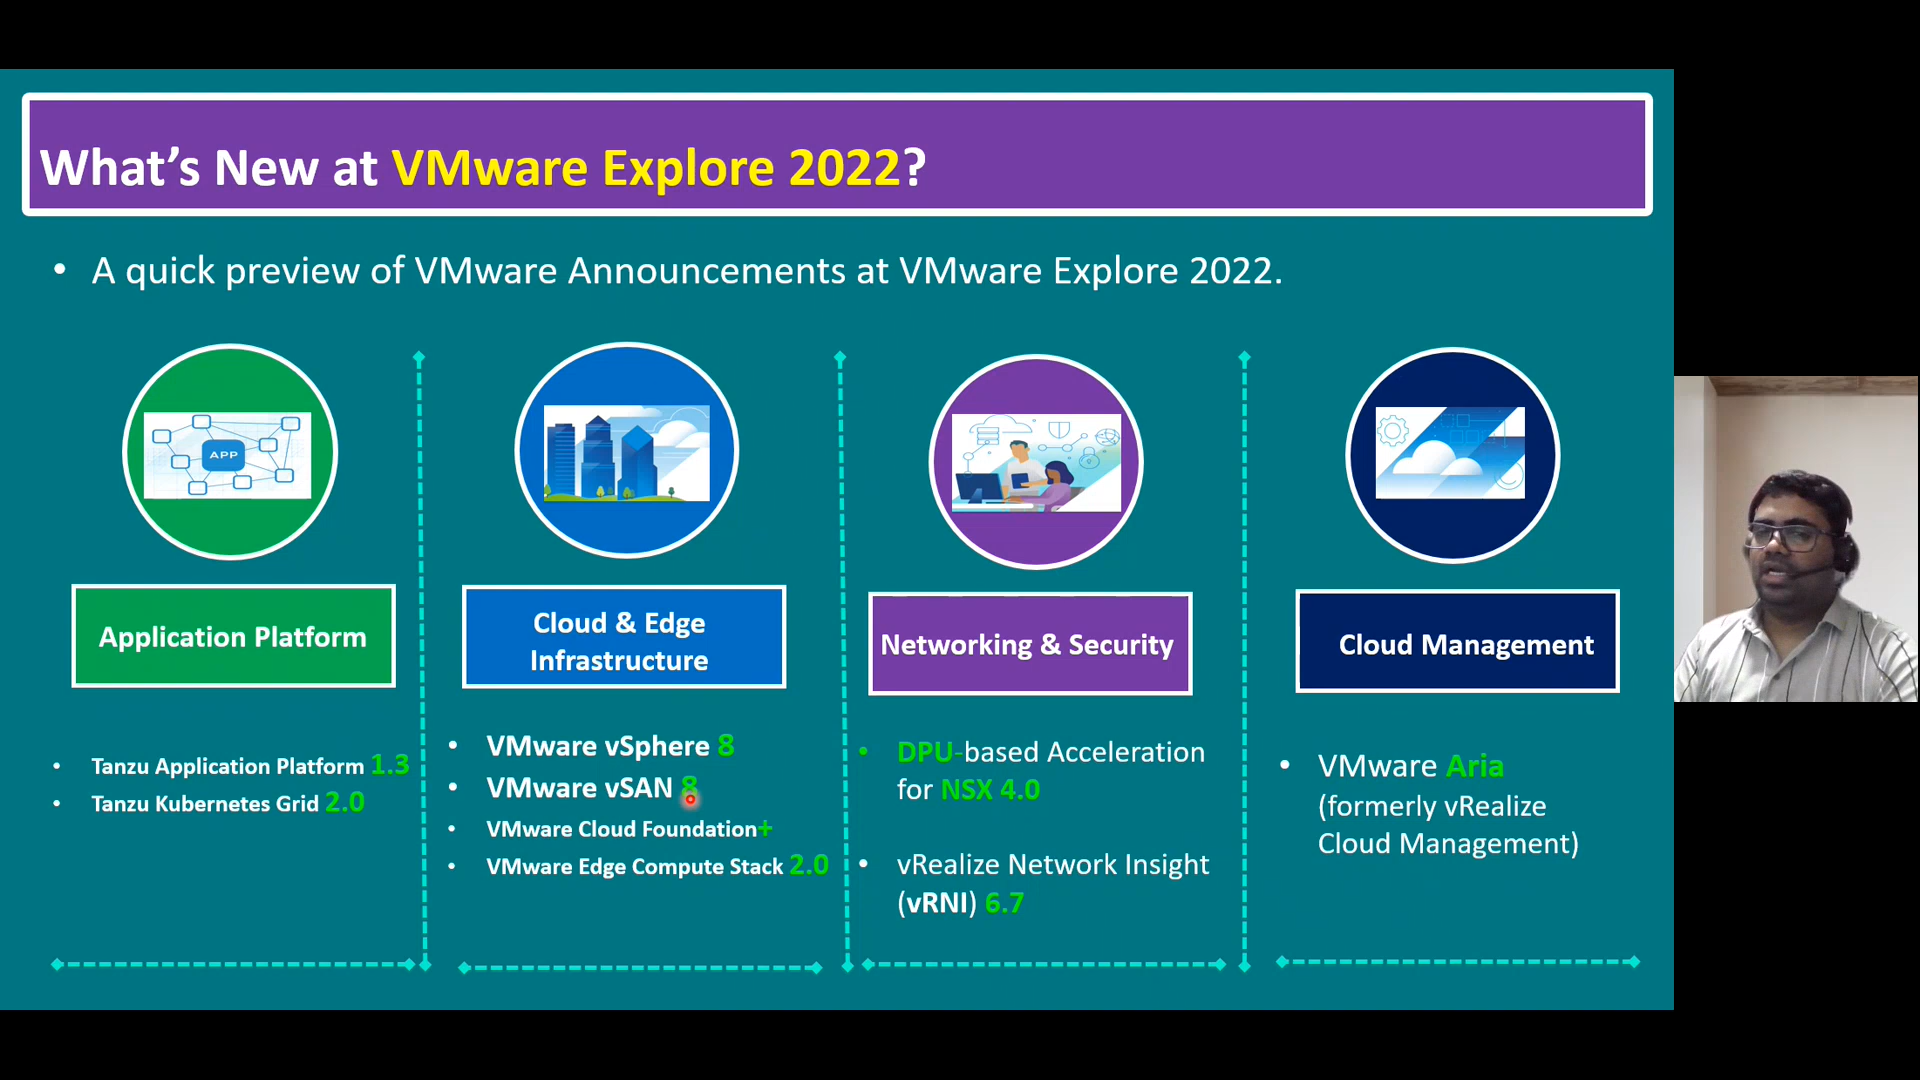 What's New at VMware Explore 2022?
• A quick preview of VMware Announcements at VMware Explore 2022.
APP
Application Platform
• Tanzu Application Platform 1.3
• Tanzu Kubernetes Grid 2.0
Cloud & Edge
Infrastructure
• VMware vSphere 8
• VMware vSAN 8
• VMware Cloud Foundation+
• VMware Edge Compute Stack 2.0
Networking & Security
• DPU-based Acceleration
for NSX 4.0
• vRealize Network Insight
(vRNI) 6.7
Cloud Management
• VMware Aria
(formerly vRealize
Cloud Management)